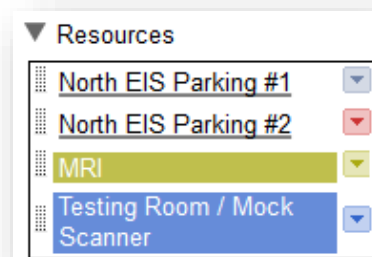 Resources
North EIS Parking #1
North EIS Parking #2
MRI
Testing Room / Mock
Scanner